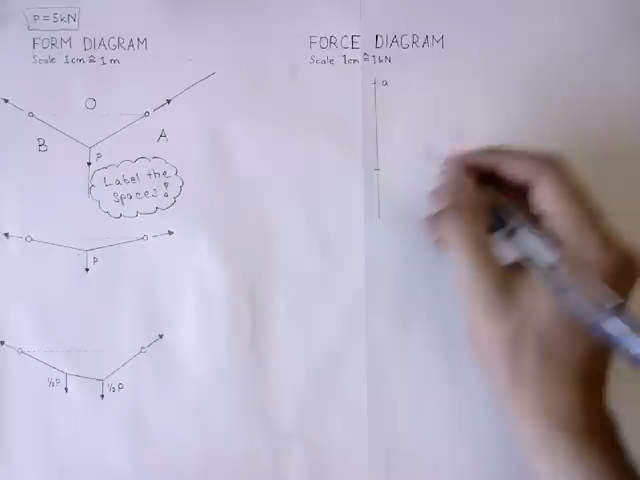 P=5kN
FORM DIAGRAM
Scale 1cm ≙ 1m
O
B
A
P
Label the
spaces!
P
½P
½P
FORCE DIAGRAM
Scale 1cm ≙ 1kN
a